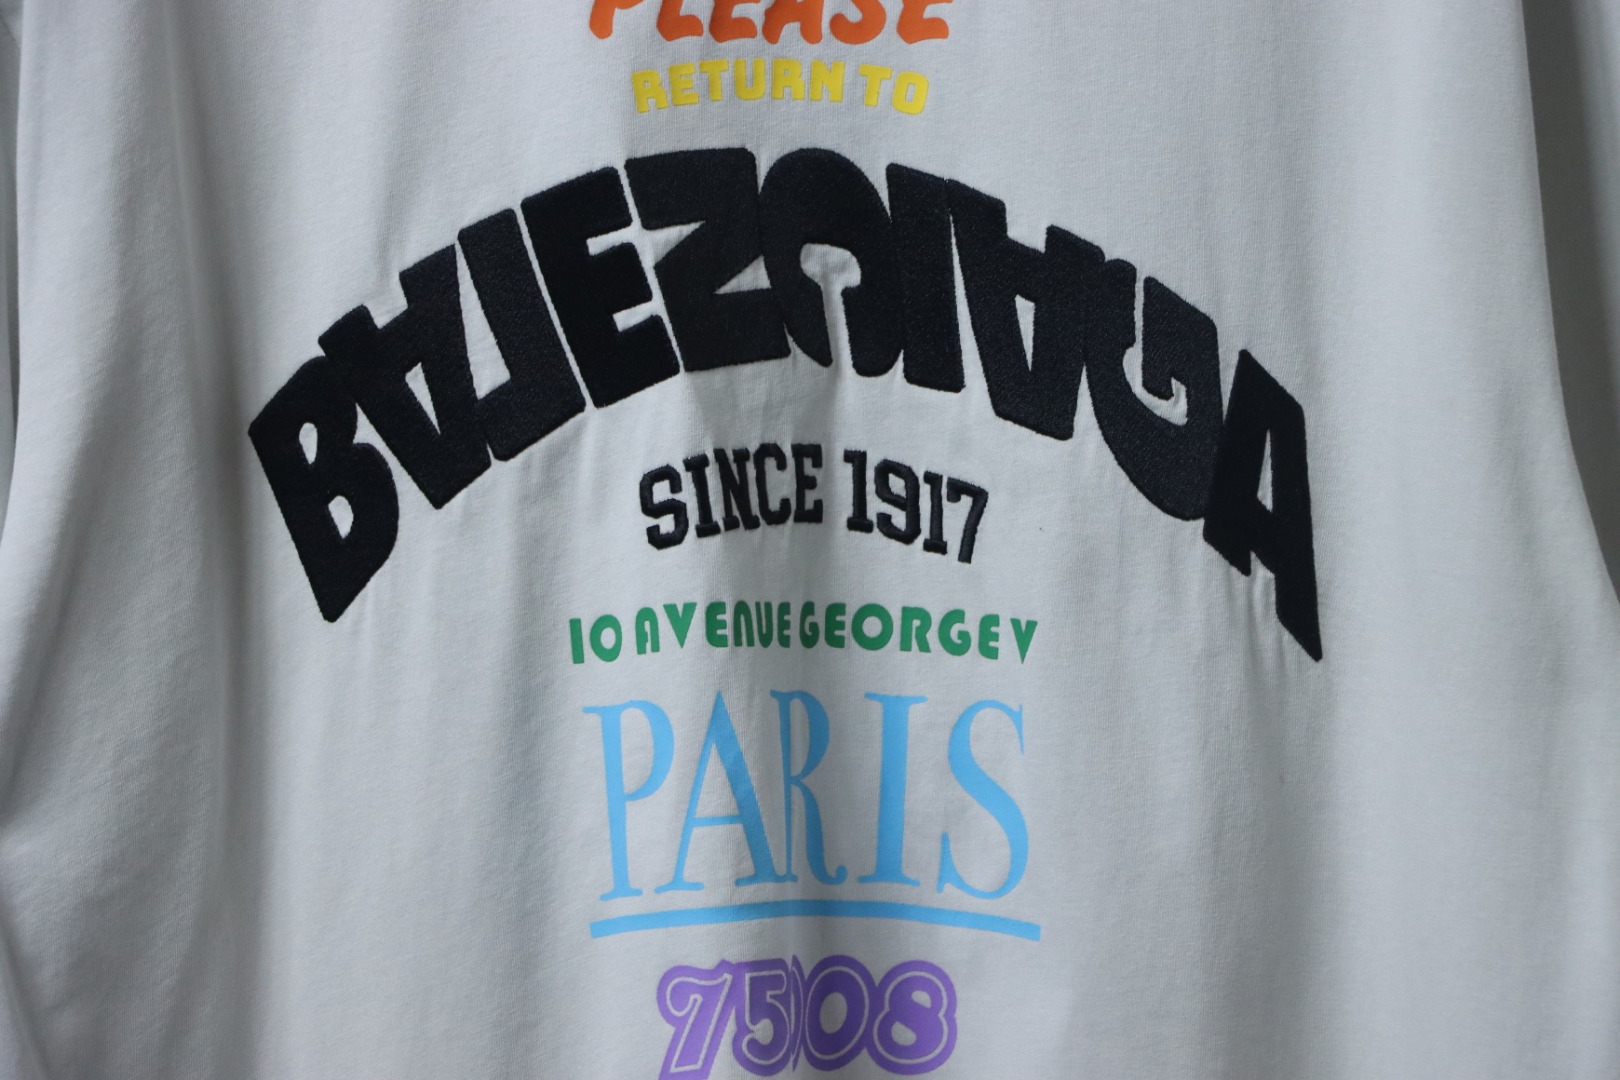 PLEASE
RETURN TO
BALENCIAGA
SINCE 1917
10 AVENUE GEORGE V
PARIS
75008